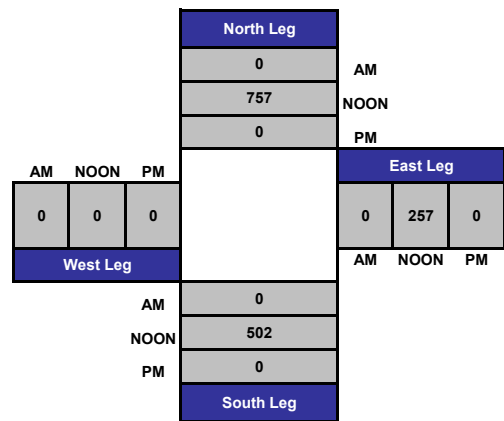 North Leg
0 AM
757 NOON
0 PM
AM NOON PM
East Leg
0 0 0
0 257 0
West Leg
AM NOON PM
AM 0
NOON 502
PM 0
South Leg